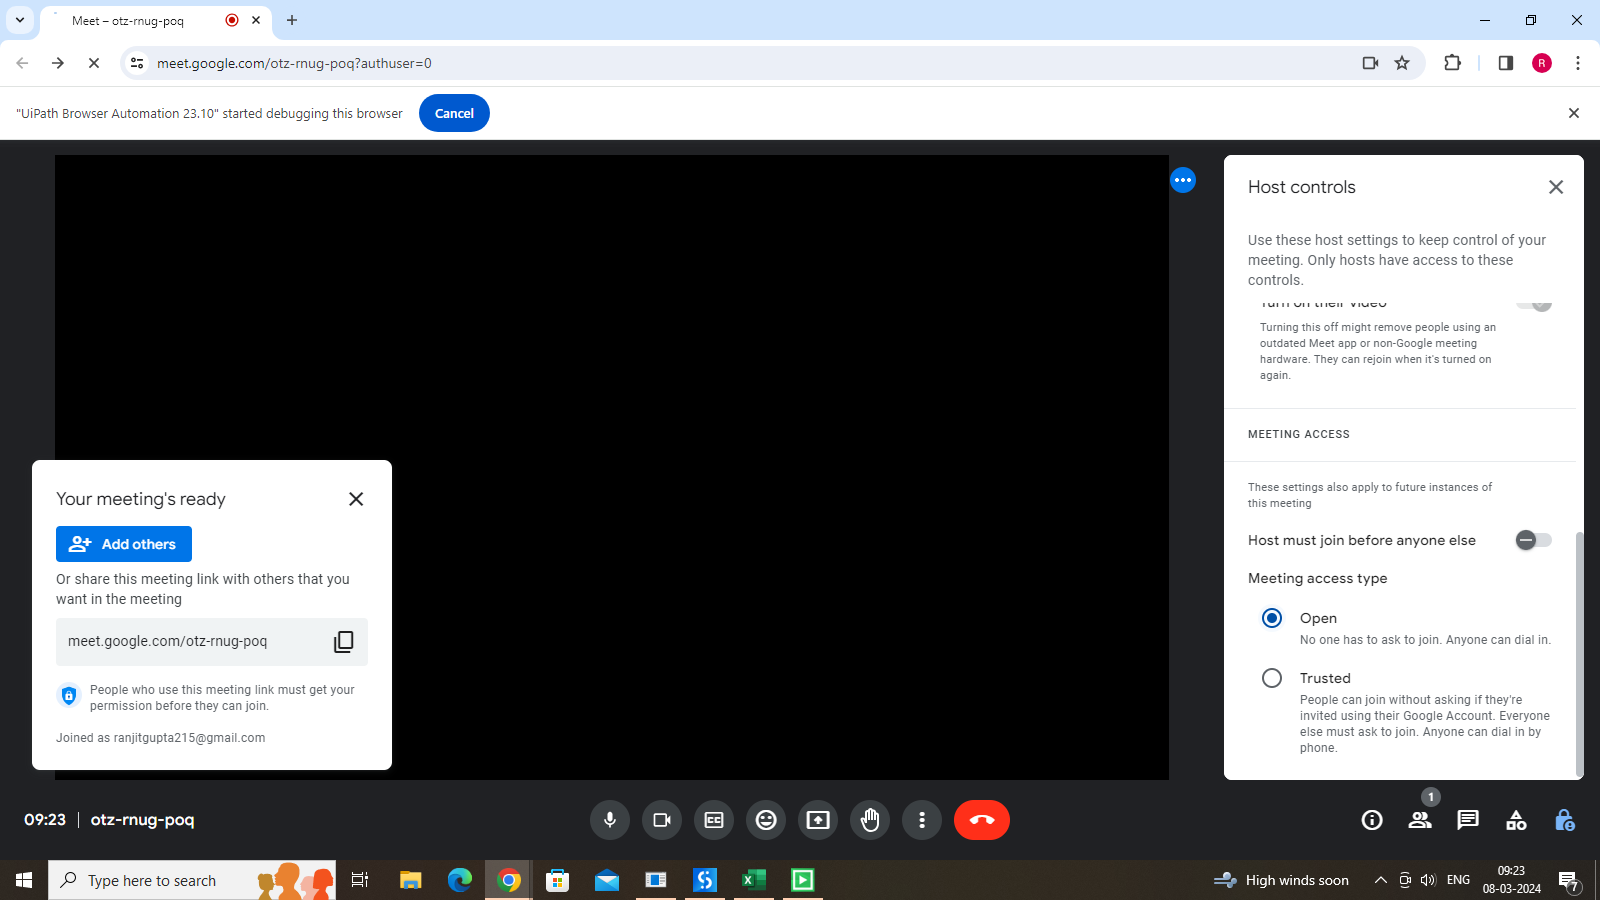 Meet – otz-rnug-poq
meet.google.com/otz-rnug-poq?authuser=0
R
"UiPath Browser Automation 23.10" started debugging this browser
Cancel
Host controls
Use these host settings to keep control of your
meeting. Only hosts have access to these
controls.
Turn on their video
Turning this off might remove people using an
outdated Meet app or non-Google meeting
hardware. They can rejoin when it's turned on
again.
MEETING ACCESS
These settings also apply to future instances of
this meeting
Host must join before anyone else
Meeting access type
Open
No one has to ask to join. Anyone can dial in.
Trusted
People can join without asking if they're
invited using their Google Account. Everyone
else must ask to join. Anyone can dial in by
phone.
Your meeting's ready
Add others
Or share this meeting link with others that you
want in the meeting
meet.google.com/otz-rnug-poq
People who use this meeting link must get your
permission before they can join.
Joined as ranjitgupta215@gmail.com
09:23 | otz-rnug-poq
1
Type here to search
High winds soon
ENG
09:23
08-03-2024
7